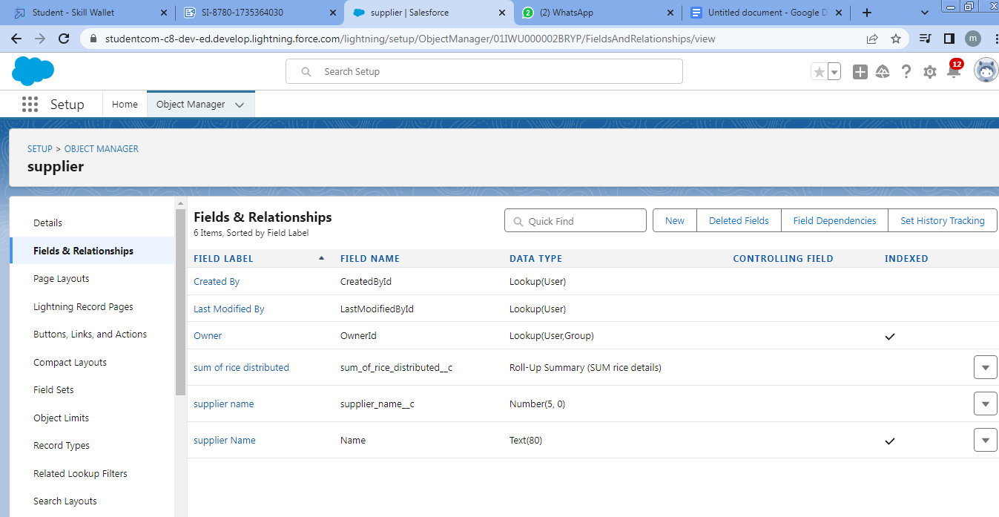 Student - Skill Wallet
SI-8780-1735364030
supplier | Salesforce
2 (2) WhatsApp
Untitled document - Google D
studentcom-c8-dev-ed.develop.lightning.force.com/lightning/setup/ObjectManager/01IWU000002BRYP/FieldsAndRelationships/view
m
Search Setup
12
Setup
Home
Object Manager
SETUP > OBJECT MANAGER
supplier
Details
Fields & Relationships
Page Layouts
Lightning Record Pages
Buttons, Links, and Actions
Compact Layouts
Field Sets
Object Limits
Record Types
Related Lookup Filters
Search Layouts
Fields & Relationships
6 Items, Sorted by Field Label
Quick Find
New
Deleted Fields
Field Dependencies
Set History Tracking
FIELD LABEL FIELD NAME DATA TYPE CONTROLLING FIELD INDEXED
Created By CreatedById Lookup(User)
Last Modified By LastModifiedById Lookup(User)
Owner OwnerId Lookup(User,Group)
sum of rice distributed sum_of_rice_distributed__c Roll-Up Summary (SUM rice details)
supplier name supplier_name__c Number(5, 0)
supplier Name Name Text(80)